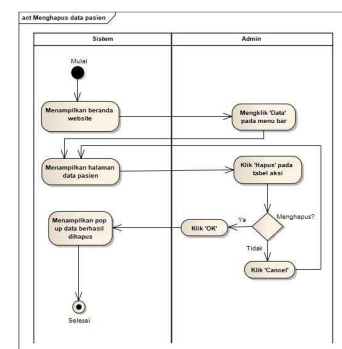 act Menghapus data pasien
Sistem
Admin
Mulai
Menampilkan beranda
website
Mengklik 'Data'
pada menu bar
Menampilkan halaman
data pasien
Klik 'Hapus' pada
tabel aksi
Menghapus?
Ya
Klik 'OK'
Menampilkan pop
up data berhasil
dihapus
Tidak
Klik 'Cancel'
Selesai